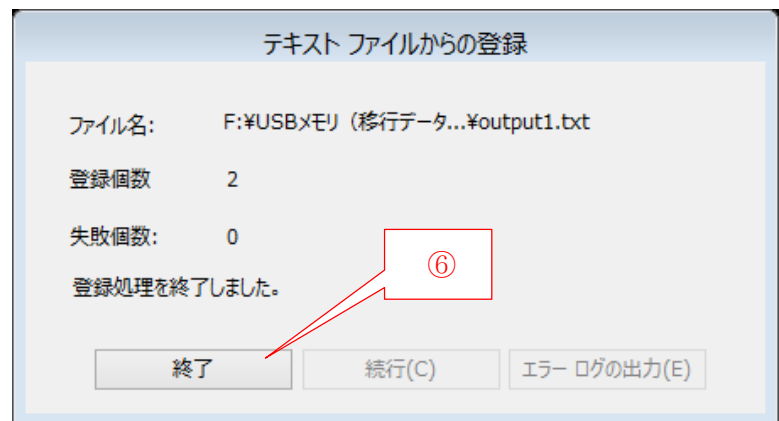 テキスト ファイルからの登録
ファイル名: F:¥USBメモリ（移行データ...¥output1.txt
登録個数 2
失敗個数: 0
⑥
登録処理を終了しました。
終了 続行(C) エラー ログの出力(E)